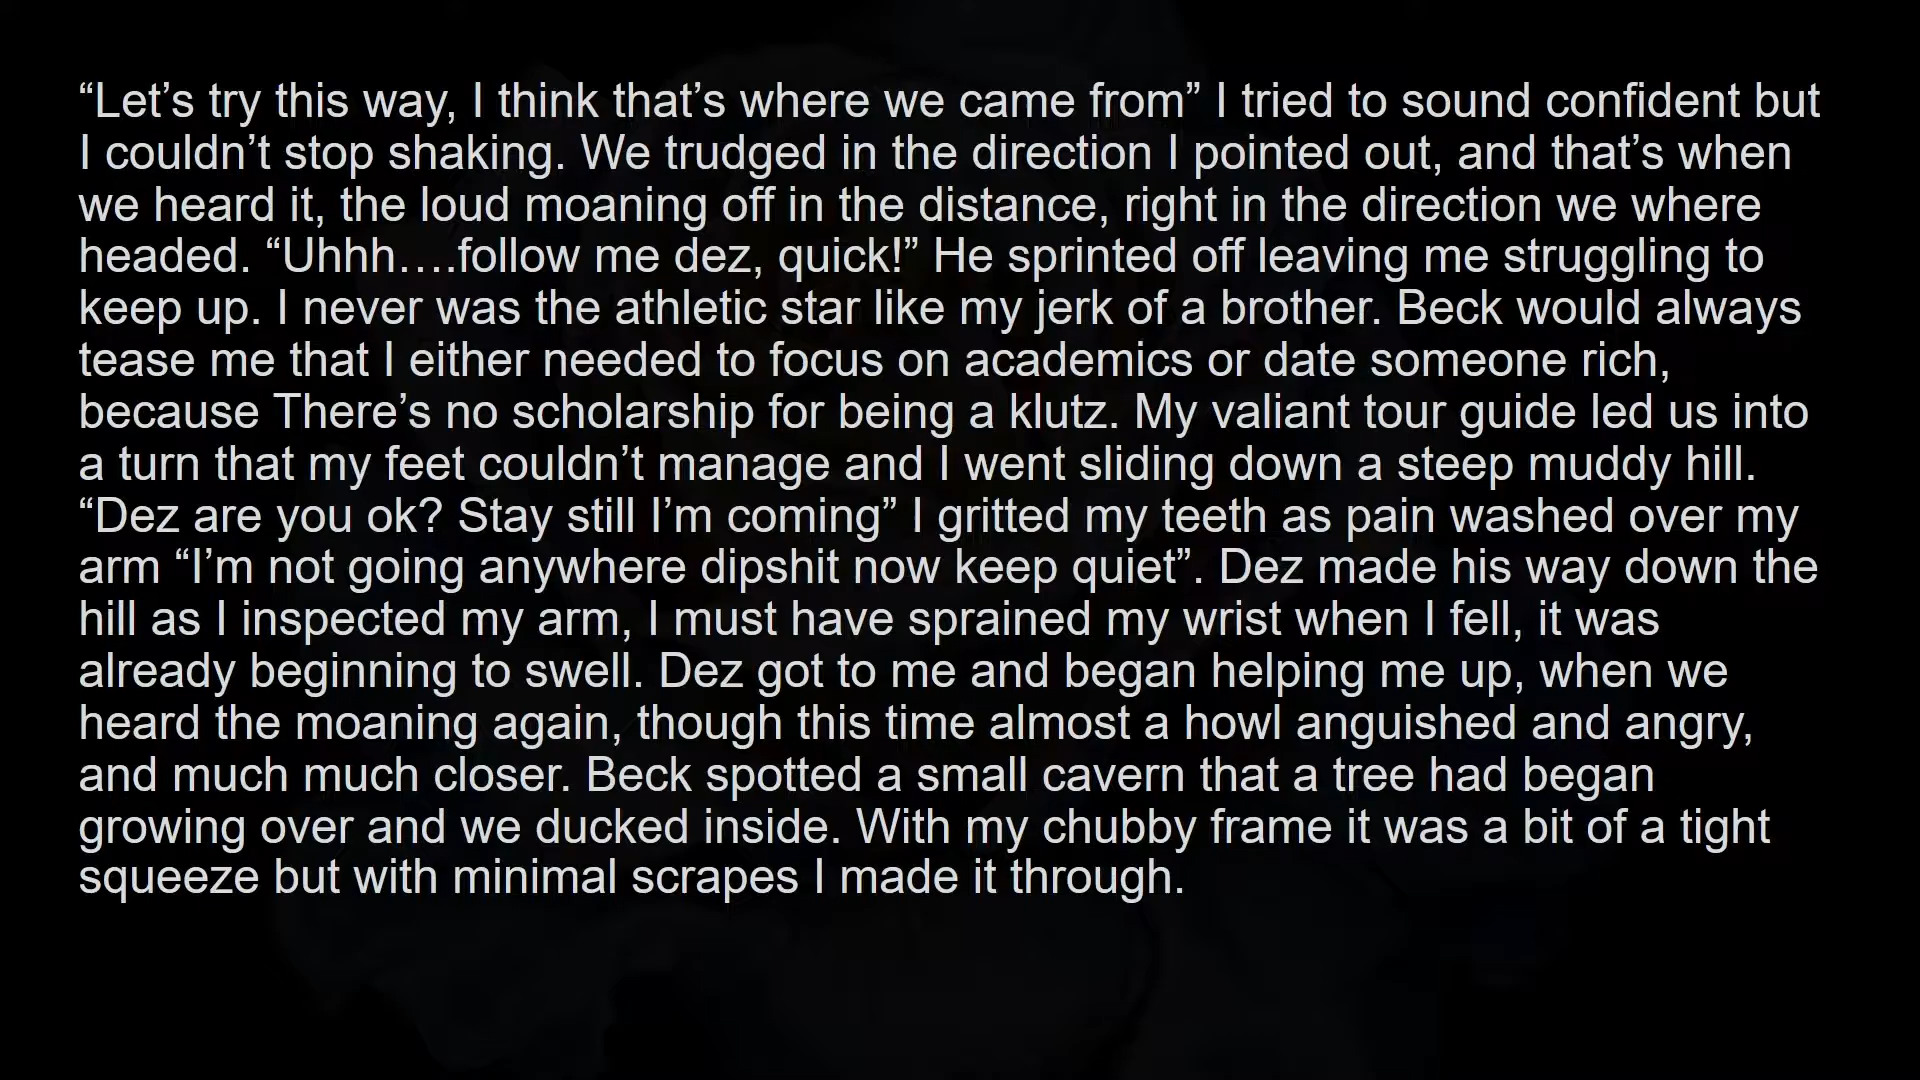 “Let’s try this way, I think that’s where we came from” I tried to sound confident but
I couldn’t stop shaking. We trudged in the direction I pointed out, and that’s when
we heard it, the loud moaning off in the distance, right in the direction we where
headed. “Uhhh….follow me dez, quick!” He sprinted off leaving me struggling to
keep up. I never was the athletic star like my jerk of a brother. Beck would always
tease me that I either needed to focus on academics or date someone rich,
because There’s no scholarship for being a klutz. My valiant tour guide led us into
a turn that my feet couldn’t manage and I went sliding down a steep muddy hill.
“Dez are you ok? Stay still I’m coming” I gritted my teeth as pain washed over my
arm “I’m not going anywhere dipshit now keep quiet”. Dez made his way down the
hill as I inspected my arm, I must have sprained my wrist when I fell, it was
already beginning to swell. Dez got to me and began helping me up, when we
heard the moaning again, though this time almost a howl anguished and angry,
and much much closer. Beck spotted a small cavern that a tree had began
growing over and we ducked inside. With my chubby frame it was a bit of a tight
squeeze but with minimal scrapes I made it through.